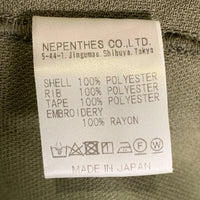 NEPENTHES CO.,LTD.
5-44-1, Jingumae, Shibuya, Tokyo
SHELL 100% POLYESTER
RIB 100% POLYESTER
TAPE 100% POLYESTER
EMBROIDERY
100% RAYON
MADE IN JAPAN